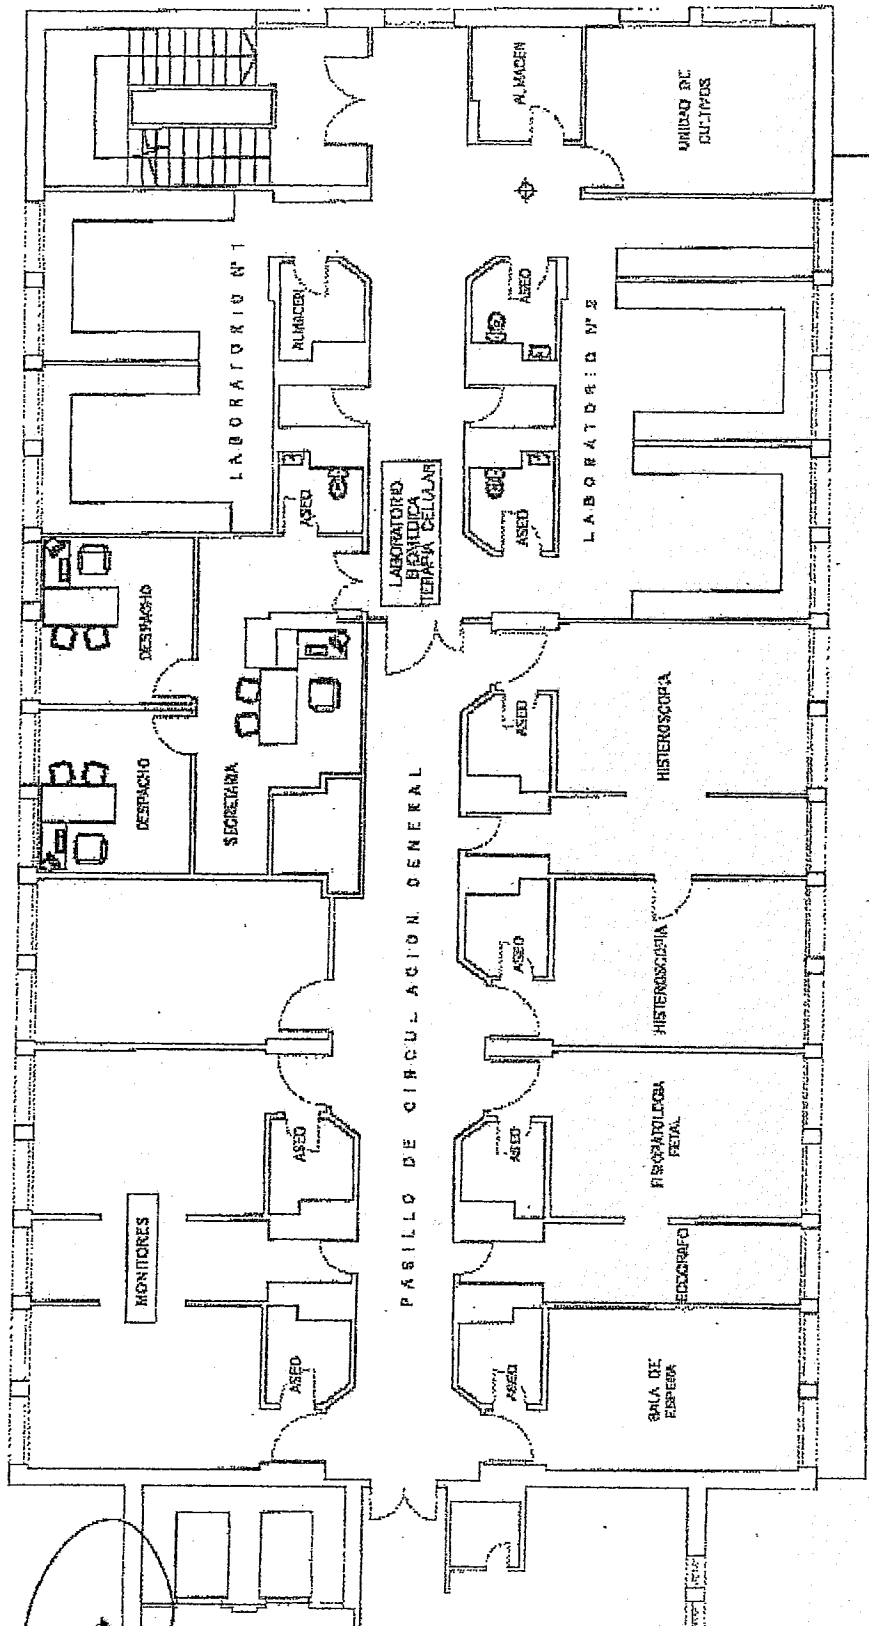 ALMACEN
UNIDAD DE
CULTIVOS
LABORATORIO Nº 1
ALMACEN
ASEO
LABORATORIO Nº 2
ASEO
LABORATORIO
BIOMEDICA
TERAPIA CELULAR
ASEO
DESPACHO
DESPACHO
SECRETARIA
ASEO
HISTEROSCOPIA
PASILLO DE CIRCULACION GENERAL
ASEO
HISTEROSCOPIA
ASEO
ASEO
FISIOPATOLOGIA
FETAL
MONITORES
ECOGRAFO
ASEO
ASEO
SALA DE
ESPERA